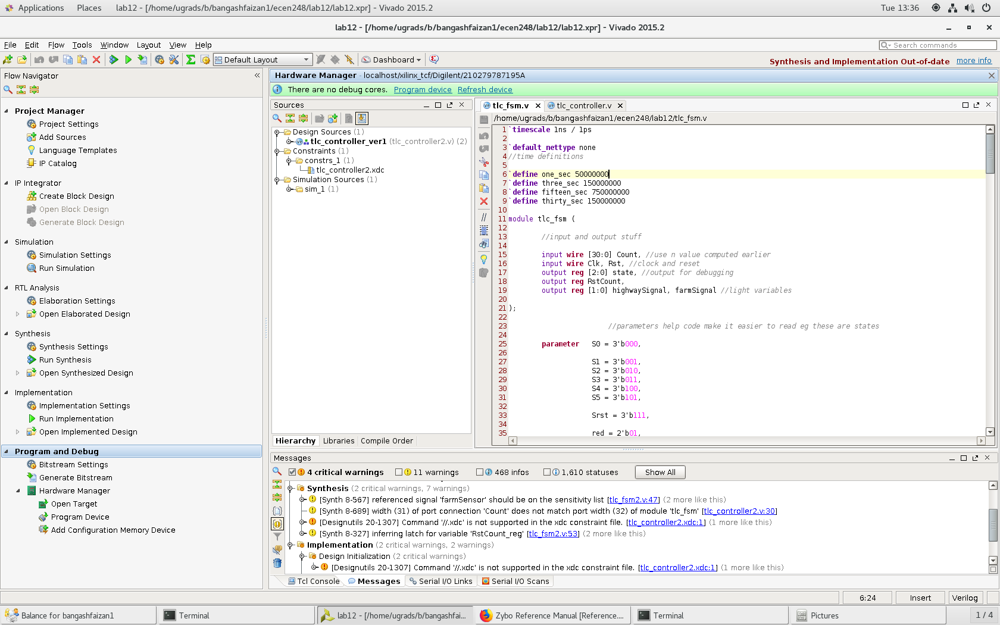 Applications Places lab12 - [/home/ugrads/b/bangashfaizan1/ecen248/lab12/lab12.xpr] - Vivado 2015.2 Tue 13:36
lab12 - [/home/ugrads/b/bangashfaizan1/ecen248/lab12/lab12.xpr] - Vivado 2015.2
File Edit Flow Tools Window Layout View Help Search commands
Default Layout Dashboard Synthesis and Implementation Out-of-date more info
Flow Navigator
Project Manager
Project Settings
Add Sources
Language Templates
IP Catalog
IP Integrator
Create Block Design
Open Block Design
Generate Block Design
Simulation
Simulation Settings
Run Simulation
RTL Analysis
Elaboration Settings
Open Elaborated Design
Synthesis
Synthesis Settings
Run Synthesis
Open Synthesized Design
Implementation
Implementation Settings
Run Implementation
Open Implemented Design
Program and Debug
Bitstream Settings
Generate Bitstream
Hardware Manager
Open Target
Program Device
Add Configuration Memory Device
Hardware Manager - localhost/xilinx_tcf/Digilent/210279787195A
There are no debug cores. Program device Refresh device
Sources
Design Sources (1)
tlc_controller_ver1 (tlc_controller2.v) (2)
Constraints (1)
constrs_1 (1)
tlc_controller2.xdc
Simulation Sources (1)
sim_1 (1)
Hierarchy Libraries Compile Order
tlc_fsm.v tlc_controller.v
/home/ugrads/b/bangashfaizan1/ecen248/lab12/tlc_fsm.v
1 `timescale 1ns / 1ps
2
3 `default_nettype none
4 //time definitions
5
6 `define one_sec 50000000
7 `define three_sec 150000000
8 `define fifteen_sec 750000000
9 `define thirty_sec 150000000
10
11 module tlc_fsm (
12
13 //input and output stuff
14
15 input wire [30:0] Count, //use n value computed earlier
16 input wire Clk, Rst, //clock and reset
17 output reg [2:0] state, //output for debugging
18 output reg RstCount,
19 output reg [1:0] highwaySignal, farmSignal //light variables
20
21 );
22
23 //parameters help code make it easier to read eg these are states
24
25 parameter S0 = 3'b000,
26
27 S1 = 3'b001,
28 S2 = 3'b010,
29 S3 = 3'b011,
30 S4 = 3'b100,
31 S5 = 3'b101,
32
33 Srst = 3'b111,
34
35 red = 2'b01,
Messages
4 critical warnings 11 warnings 468 infos 1,610 statuses Show All
Synthesis (2 critical warnings, 7 warnings)
[Synth 8-567] referenced signal 'farmSensor' should be on the sensitivity list [tlc_fsm2.v:47] (2 more like this)
[Synth 8-689] width (31) of port connection 'Count' does not match port width (32) of module 'tlc_fsm' [tlc_controller2.v:30]
[Designutils 20-1307] Command '//.xdc' is not supported in the xdc constraint file. [tlc_controller2.xdc:1] (1 more like this)
[Synth 8-327] inferring latch for variable 'RstCount_reg' [tlc_fsm2.v:53] (2 more like this)
Implementation (2 critical warnings, 2 warnings)
Design Initialization (2 critical warnings)
[Designutils 20-1307] Command '//.xdc' is not supported in the xdc constraint file. [tlc_controller2.xdc:1] (1 more like this)
Tcl Console Messages Serial I/O Links Serial I/O Scans
6:24 Insert Verilog
Balance for bangashfaizan1 Terminal lab12 - [/home/ugrads/b/bangashfai... Zybo Reference Manual [Reference.... Terminal Pictures 1 / 4